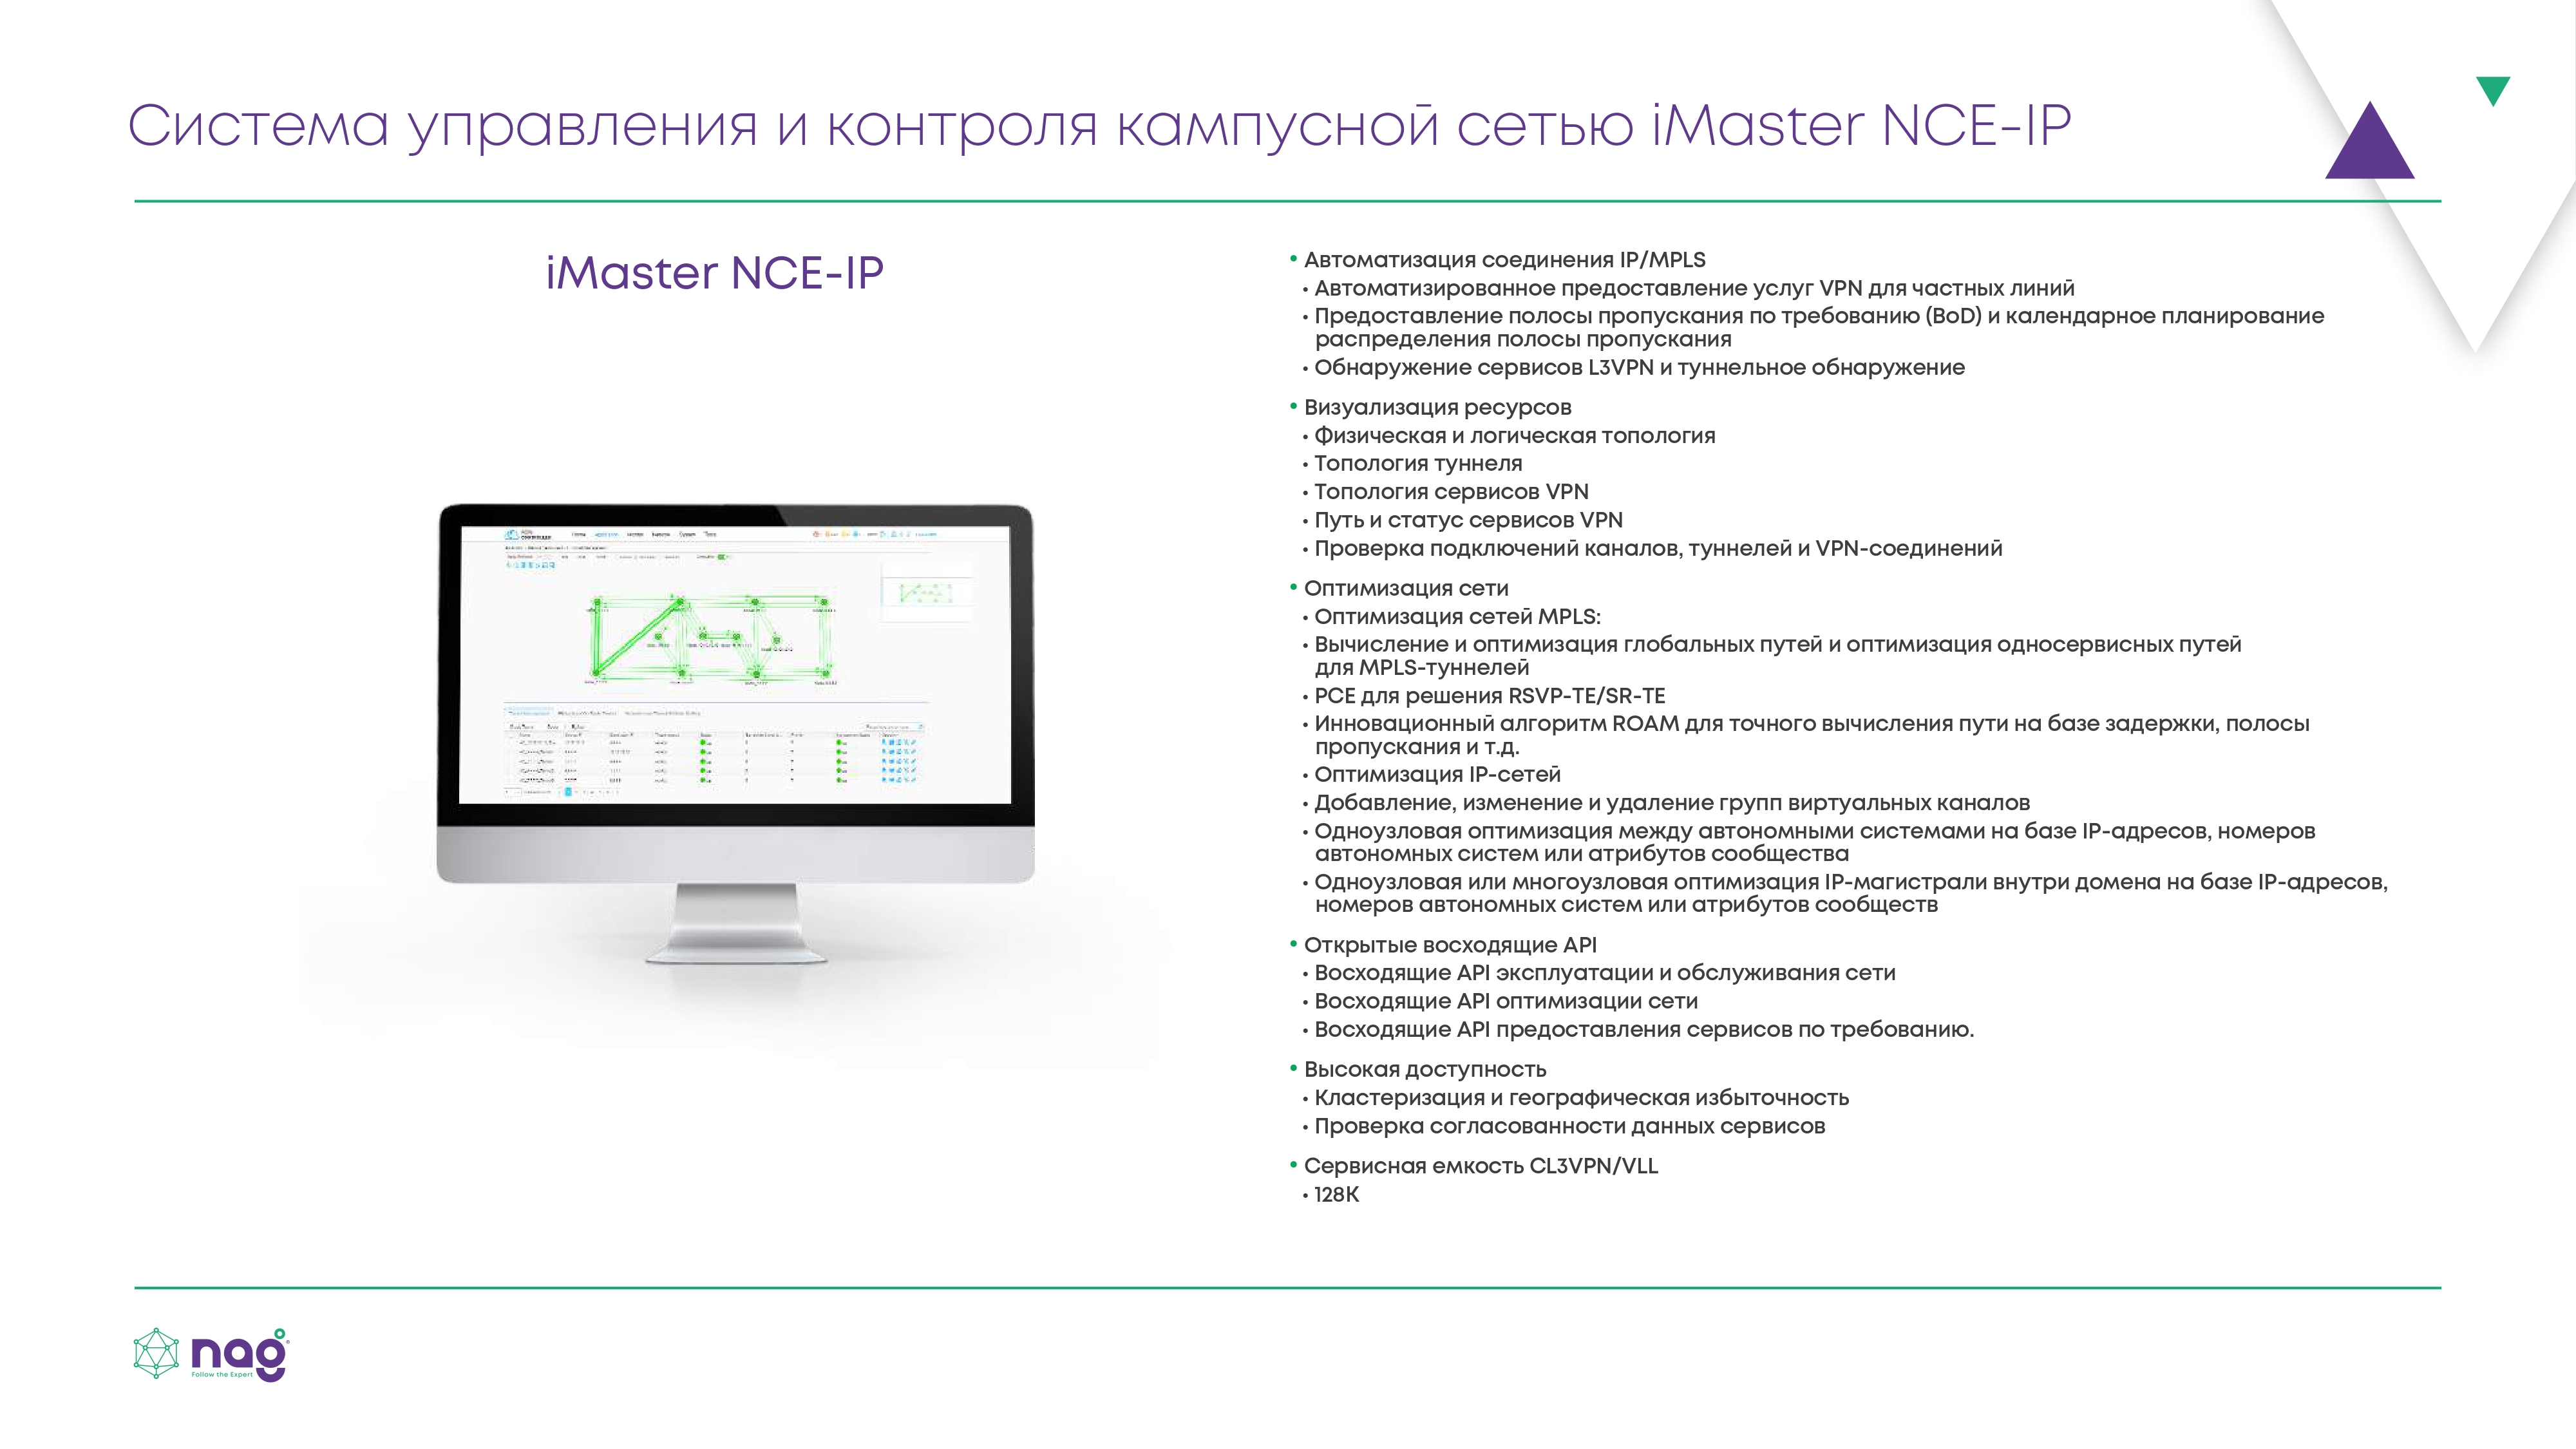 Система управления и контроля кампусной сетью iMaster NCE-IP
iMaster NCE-IP
• Автоматизация соединения IP/MPLS
• Автоматизированное предоставление услуг VPN для частных линий
• Предоставление полосы пропускания по требованию (BoD) и календарное планирование
распределения полосы пропускания
• Обнаружение сервисов L3VPN и туннельное обнаружение
• Визуализация ресурсов
• Физическая и логическая топология
• Топология туннеля
• Топология сервисов VPN
• Путь и статус сервисов VPN
• Проверка подключений каналов, туннелей и VPN-соединений
• Оптимизация сети
• Оптимизация сетей MPLS:
• Вычисление и оптимизация глобальных путей и оптимизация односервисных путей
для MPLS-туннелей
• PCE для решения RSVP-TE/SR-TE
• Инновационный алгоритм ROAM для точного вычисления пути на базе задержки, полосы
пропускания и т.д.
• Оптимизация IP-сетей
• Добавление, изменение и удаление групп виртуальных каналов
• Одноузловая оптимизация между автономными системами на базе IP-адресов, номеров
автономных систем или атрибутов сообщества
• Одноузловая или многоузловая оптимизация IP-магистрали внутри домена на базе IP-адресов,
номеров автономных систем или атрибутов сообществ
• Открытые восходящие API
• Восходящие API эксплуатации и обслуживания сети
• Восходящие API оптимизации сети
• Восходящие API предоставления сервисов по требованию.
• Высокая доступность
• Кластеризация и географическая избыточность
• Проверка согласованности данных сервисов
• Сервисная емкость CL3VPN/VLL
• 128K
nag
Follow the Expert